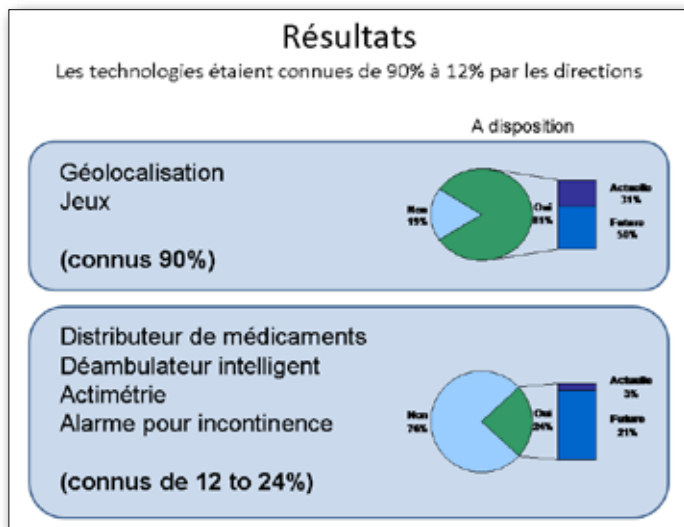 Résultats
Les technologies étaient connues de 90% à 12% par les directions
A disposition
Géolocalisation
Jeux
(connus 90%)
Non
19%
Oui
81%
Actuelle
31%
Future
50%
Distributeur de médicaments
Déambulateur intelligent
Actimétrie
Alarme pour incontinence
(connus de 12 to 24%)
Non
76%
Oui
24%
Actuelle
3%
Future
21%